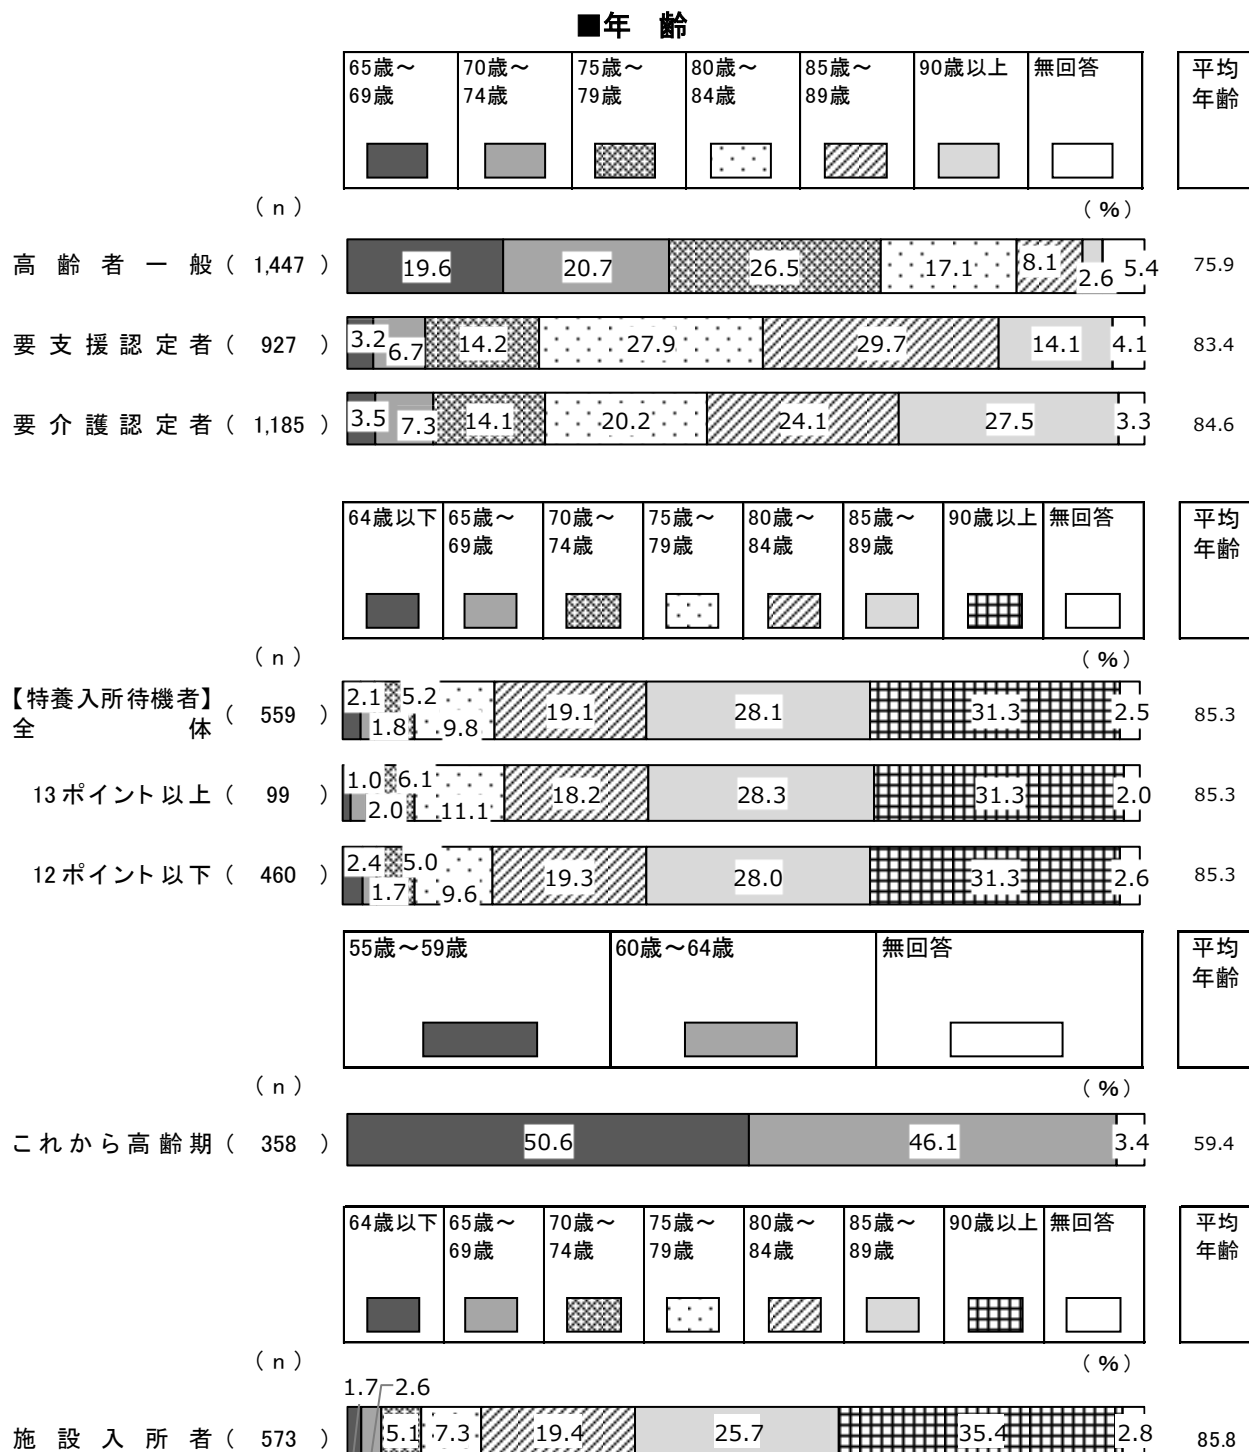 ■年　齢
65歳～ 70歳～ 75歳～ 80歳～ 85歳～ 90歳以上 無回答 平均
69歳 74歳 79歳 84歳 89歳 年齢
（ｎ） （%）
高齢者一般（ 1,447 ） 19.6 20.7 26.5 17.1 8.1 2.6 5.4 75.9
要支援認定者（ 927 ） 3.2 6.7 14.2 27.9 29.7 14.1 4.1 83.4
要介護認定者（ 1,185 ） 3.5 7.3 14.1 20.2 24.1 27.5 3.3 84.6
64歳以下 65歳～ 70歳～ 75歳～ 80歳～ 85歳～ 90歳以上 無回答 平均
69歳 74歳 79歳 84歳 89歳 年齢
（ｎ） （%）
【特養入所待機者】
全体（ 559 ） 2.1 1.8 5.2 9.8 19.1 28.1 31.3 2.5 85.3
13ポイント以上（ 99 ） 1.0 2.0 6.1 11.1 18.2 28.3 31.3 2.0 85.3
12ポイント以下（ 460 ） 2.4 1.7 5.0 9.6 19.3 28.0 31.3 2.6 85.3
55歳～59歳 60歳～64歳 無回答 平均
年齢
（ｎ） （%）
これから高齢期（ 358 ） 50.6 46.1 3.4 59.4
64歳以下 65歳～ 70歳～ 75歳～ 80歳～ 85歳～ 90歳以上 無回答 平均
69歳 74歳 79歳 84歳 89歳 年齢
（ｎ） （%）
1.7 2.6
施設入所者（ 573 ） 5.1 7.3 19.4 25.7 35.4 2.8 85.8